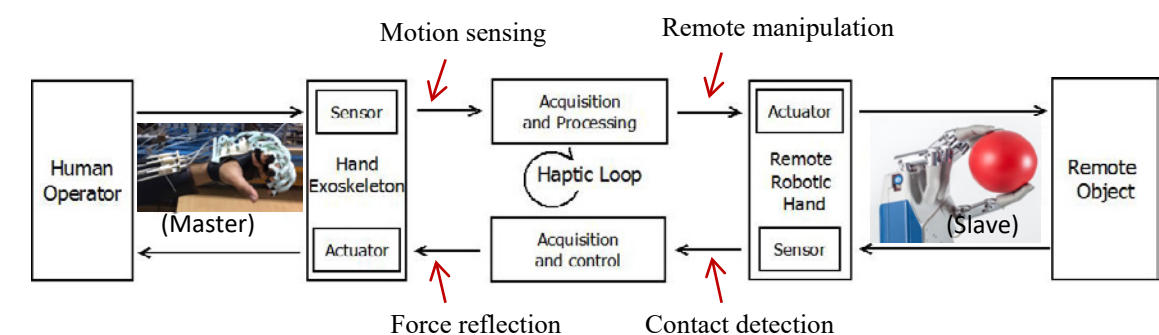 Motion sensing
Remote manipulation
Human
Operator
(Master)
Sensor
Hand
Exoskeleton
Actuator
Acquisition
and Processing
Haptic Loop
Acquisition
and control
Actuator
Remote
Robotic
Hand
Sensor
(Slave)
Remote
Object
Force reflection
Contact detection